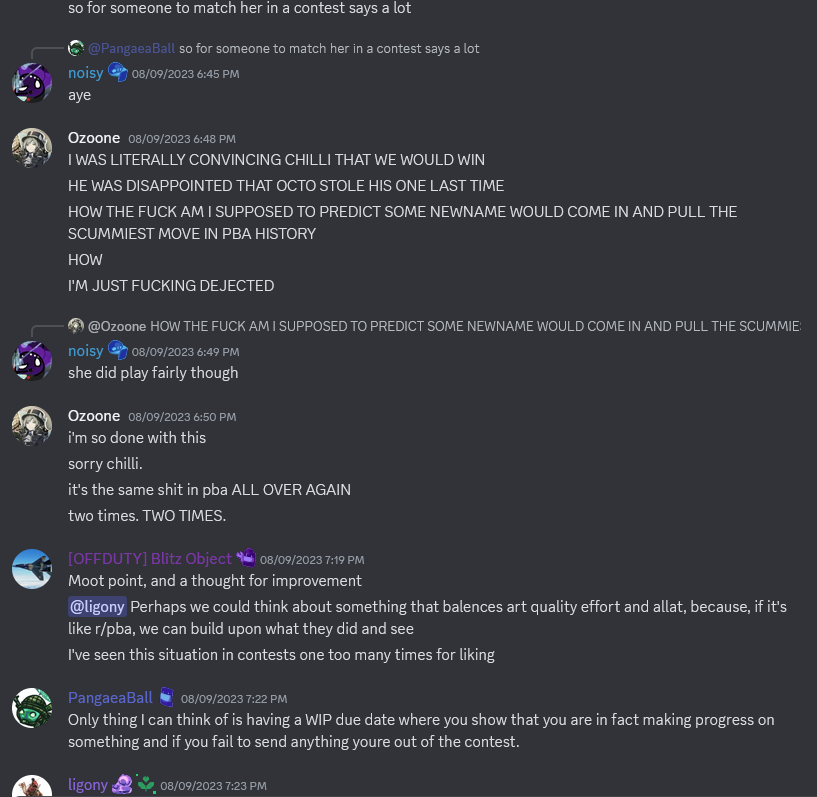 so for someone to match her in a contest says a lot
@PangaeaBall so for someone to match her in a contest says a lot
noisy 08/09/2023 6:45 PM
aye
Ozoone 08/09/2023 6:48 PM
I WAS LITERALLY CONVINCING CHILLI THAT WE WOULD WIN
HE WAS DISAPPOINTED THAT OCTO STOLE HIS ONE LAST TIME
HOW THE FUCK AM I SUPPOSED TO PREDICT SOME NEWNAME WOULD COME IN AND PULL THE
SCUMMIEST MOVE IN PBA HISTORY
HOW
I'M JUST FUCKING DEJECTED
@Ozoone HOW THE FUCK AM I SUPPOSED TO PREDICT SOME NEWNAME WOULD COME IN AND PULL THE SCUMMIE
noisy 08/09/2023 6:49 PM
she did play fairly though
Ozoone 08/09/2023 6:50 PM
i'm so done with this
sorry chilli.
it's the same shit in pba ALL OVER AGAIN
two times. TWO TIMES.
[OFFDUTY] Blitz Object 08/09/2023 7:19 PM
Moot point, and a thought for improvement
@ligony Perhaps we could think about something that balences art quality effort and allat, because, if it's
like r/pba, we can build upon what they did and see
I've seen this situation in contests one too many times for liking
PangaeaBall 08/09/2023 7:22 PM
Only thing I can think of is having a WIP due date where you show that you are in fact making progress on
something and if you fail to send anything youre out of the contest.
ligony 08/09/2023 7:23 PM